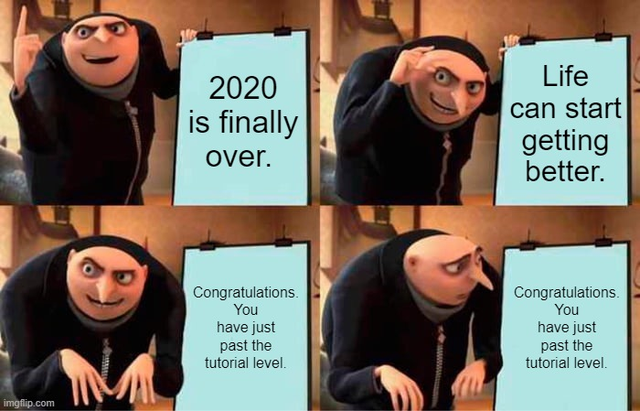 2020
is finally
over.
Life
can start
getting
better.
Congratulations.
You
have just
past the
tutorial level.
Congratulations.
You
have just
past the
tutorial level.
imgflip.com